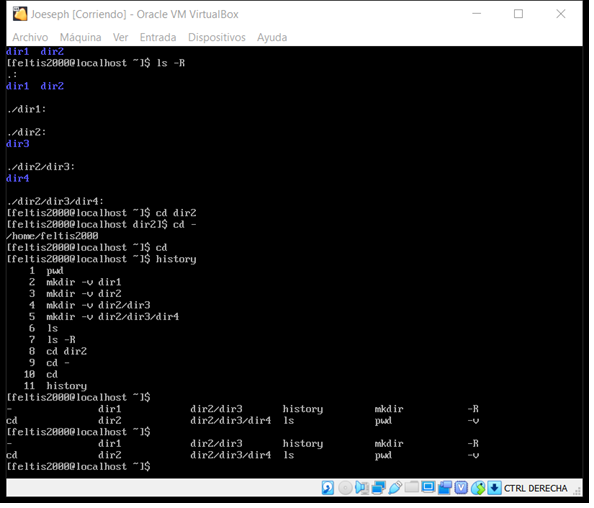 Joeseph [Corriendo] - Oracle VM VirtualBox
Archivo Máquina Ver Entrada Dispositivos Ayuda
dir1 dir2
[feltis2000@localhost ~]$ ls -R
.:
dir1 dir2
./dir1:
./dir2:
dir3
./dir2/dir3:
dir4
./dir2/dir3/dir4:
[feltis2000@localhost ~]$ cd dir2
[feltis2000@localhost dir2]$ cd -
/home/feltis2000
[feltis2000@localhost ~]$ cd
[feltis2000@localhost ~]$ history
1 pwd
2 mkdir -v dir1
3 mkdir -v dir2
4 mkdir -v dir2/dir3
5 mkdir -v dir2/dir3/dir4
6 ls
7 ls -R
8 cd dir2
9 cd -
10 cd
11 history
[feltis2000@localhost ~]$
- dir1 dir2/dir3 history mkdir -R
cd dir2 dir2/dir3/dir4 ls pwd -v
[feltis2000@localhost ~]$
- dir1 dir2/dir3 history mkdir -R
cd dir2 dir2/dir3/dir4 ls pwd -v
[feltis2000@localhost ~]$
CTRL DERECHA